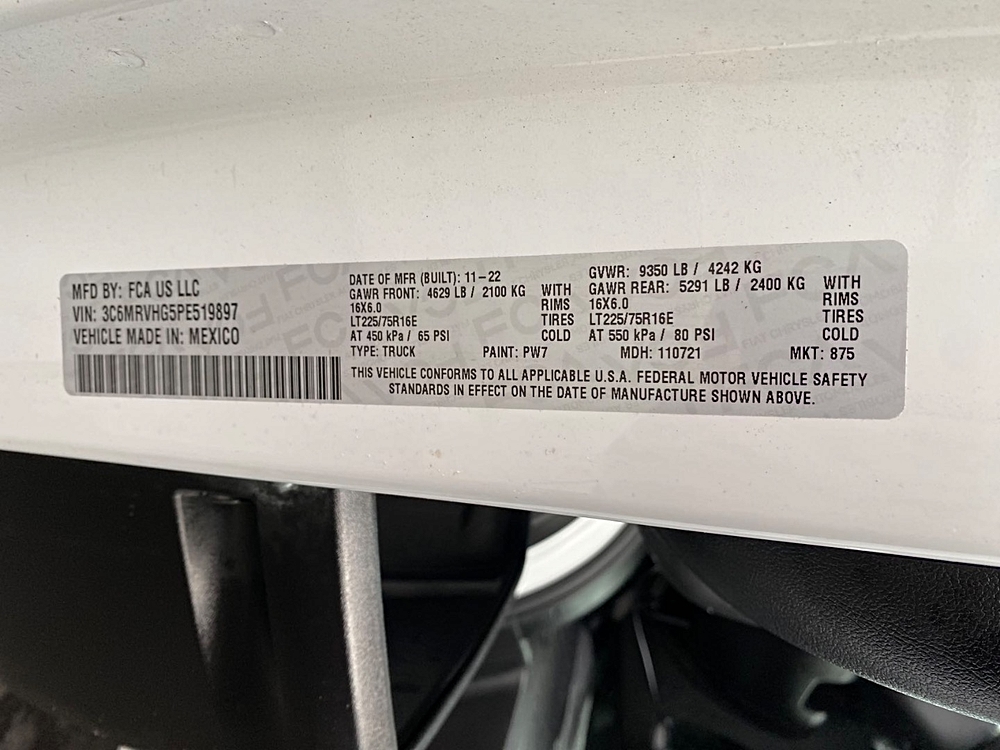 MFD BY: FCA US LLC
VIN: 3C6MRVHG5PE519897
VEHICLE MADE IN: MEXICO
DATE OF MFR (BUILT): 11-22
GAWR FRONT: 4629 LB / 2100 KG WITH
16X6.0 RIMS
LT225/75R16E TIRES
AT 450 kPa / 65 PSI COLD
GVWR: 9350 LB / 4242 KG
GAWR REAR: 5291 LB / 2400 KG WITH
16X6.0 RIMS
LT225/75R16E TIRES
AT 550 kPa / 80 PSI COLD
TYPE: TRUCK PAINT: PW7 MDH: 110721 MKT: 875
THIS VEHICLE CONFORMS TO ALL APPLICABLE U.S.A. FEDERAL MOTOR VEHICLE SAFETY
STANDARDS IN EFFECT ON THE DATE OF MANUFACTURE SHOWN ABOVE.